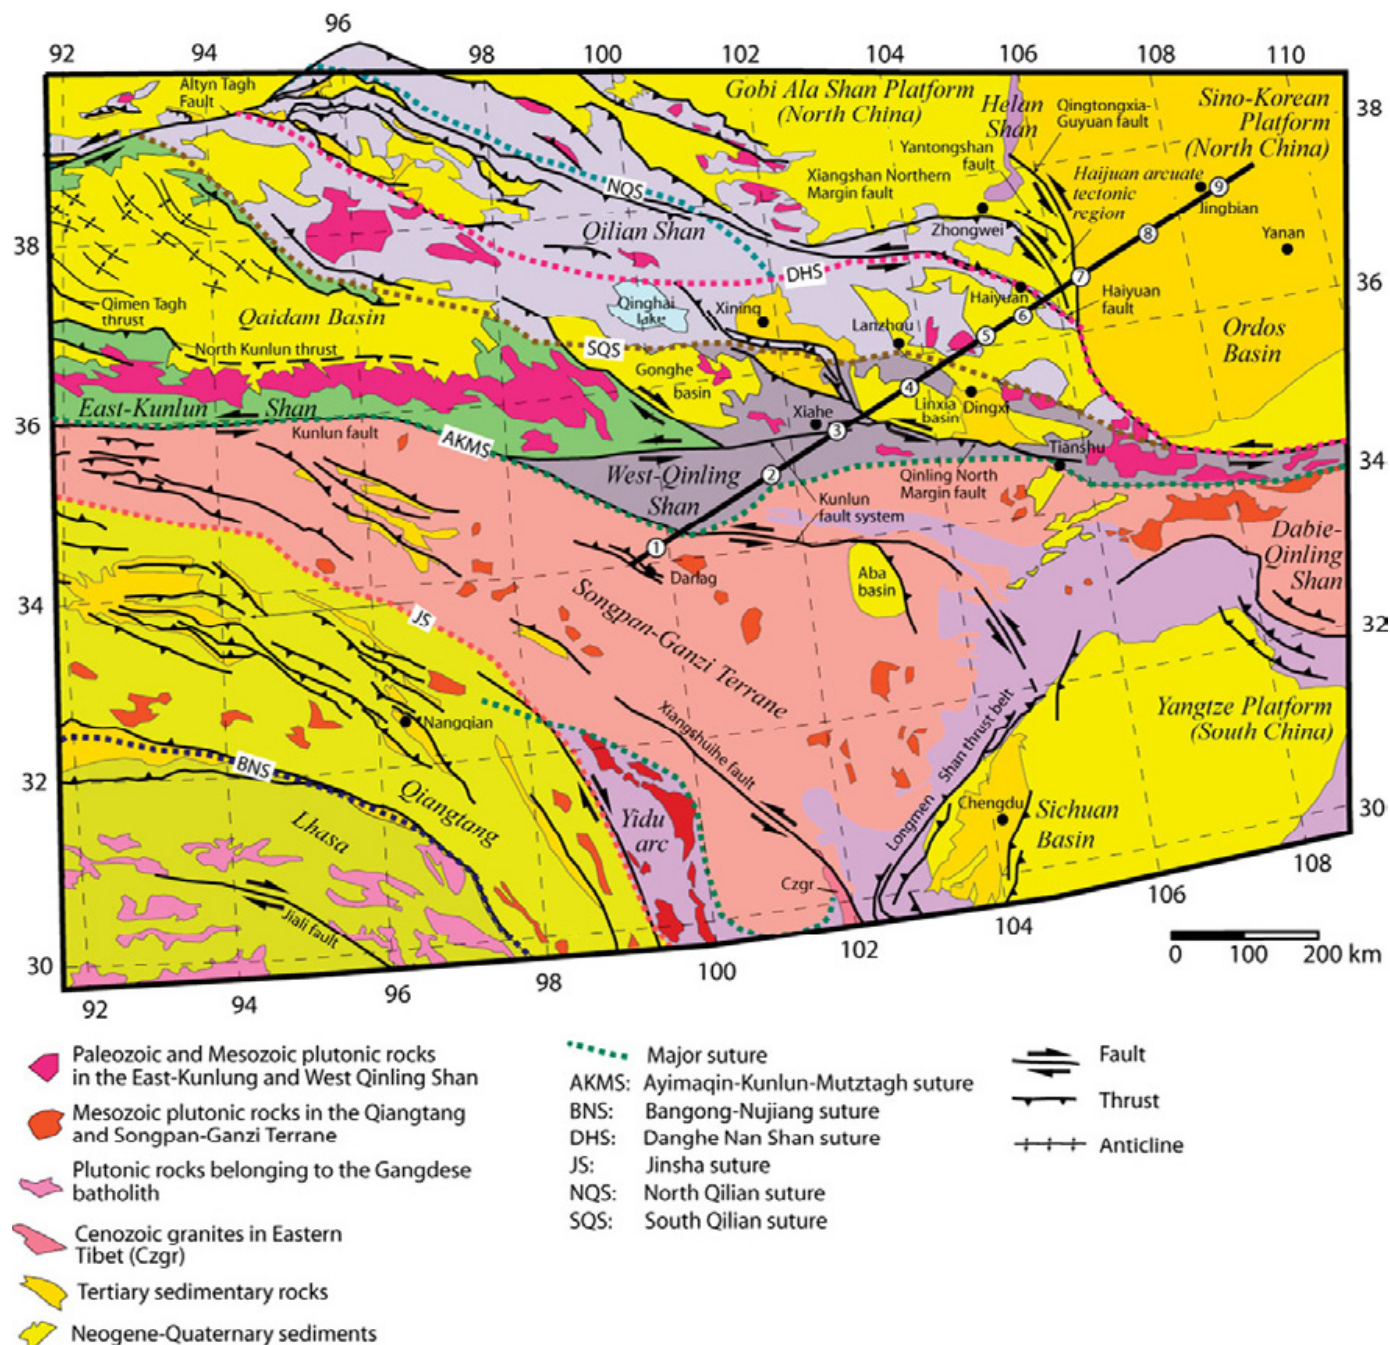 96
92
94
98
100
102
104
106
108
110
Altyn Tagh
Fault
Gobi Ala Shan Platform
(North China)
Helan
Shan
Qingtongxia-
Guyuan fault
Sino-Korean
Platform
(North China)
38
Yantongshan
fault
Xiangshan Northern
Margin fault
Haijuan arcuate
tectonic
region
NQS
9
Jingbian
Qilian Shan
Zhongwei
8
Yanan
38
DHS
7
36
Qimen Tagh
thrust
Qaidam Basin
Qinghai
lake
Xining
Haiyuan
Haiyuan
fault
6
Lanzhou
5
Ordos
Basin
North Kunlun thrust
SQS
Gonghe
basin
4
East-Kunlun Shan
Xiahe
Linxia
basin
Dingxi
36
Kunlun fault
AKMS
3
Tianshu
34
West-Qinling
Shan
2
Qinling North
Margin fault
Kunlun
fault system
Dabie-
Qinling
Shan
1
Darlag
Aba
basin
34
JS
Songpan-Ganzi Terrane
32
Nangqian
Xiangshuihe fault
Longmen Shan thrust belt
Yangtze Platform
(South China)
BNS
32
Qiangtang
Lhasa
Yidu
arc
Chengdu
Sichuan
Basin
30
Czgr
Jiali fault
108
106
104
102
100
98
96
94
92
30
0 100 200 km
Paleozoic and Mesozoic plutonic rocks
in the East-Kunlung and West Qinling Shan
Mesozoic plutonic rocks in the Qiangtang
and Songpan-Ganzi Terrane
Plutonic rocks belonging to the Gangdese
batholith
Cenozoic granites in Eastern
Tibet (Czgr)
Tertiary sedimentary rocks
Neogene-Quaternary sediments
Major suture
AKMS: Ayimaqin-Kunlun-Mutztagh suture
BNS: Bangong-Nujiang suture
DHS: Danghe Nan Shan suture
JS: Jinsha suture
NQS: North Qilian suture
SQS: South Qilian suture
Fault
Thrust
Anticline